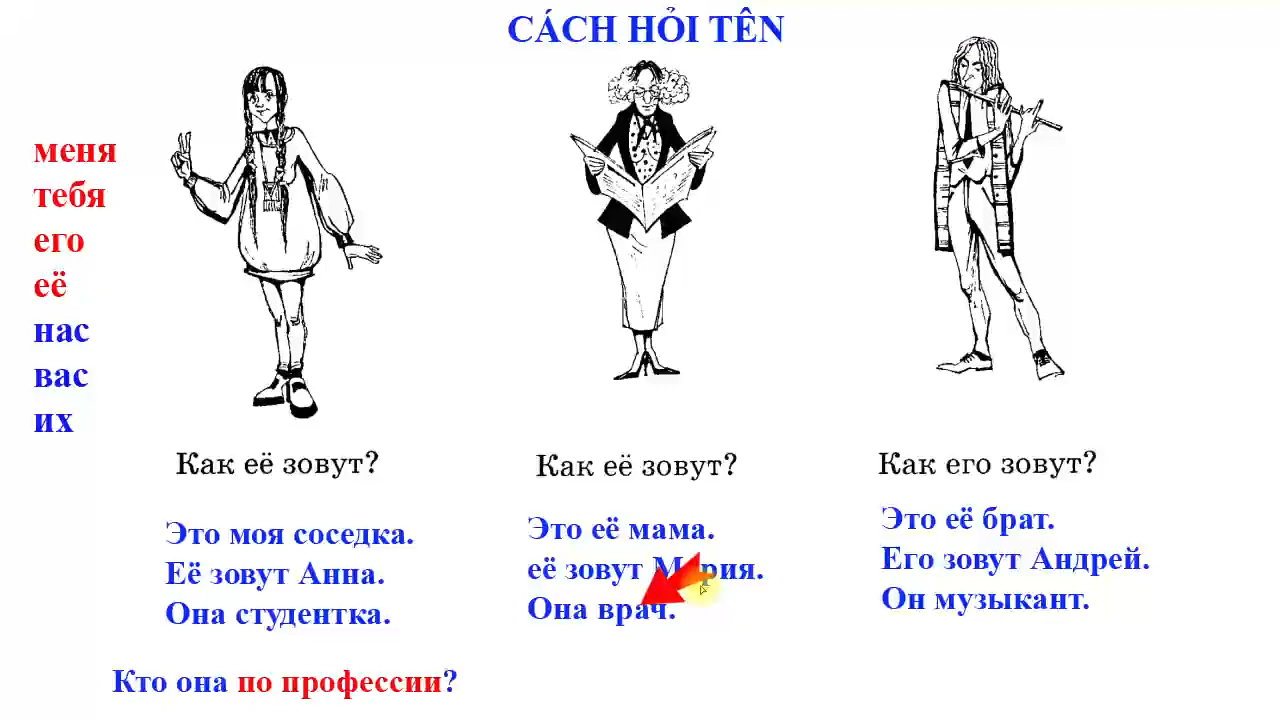 CÁCH HỎI TÊN
меня
тебя
его
её
нас
вас
их
Как её зовут?
Это моя соседка.
Её зовут Анна.
Она студентка.
Как её зовут?
Это её мама.
её зовут Мария.
Она врач.
Как его зовут?
Это её брат.
Его зовут Андрей.
Он музыкант.
Кто она по профессии?